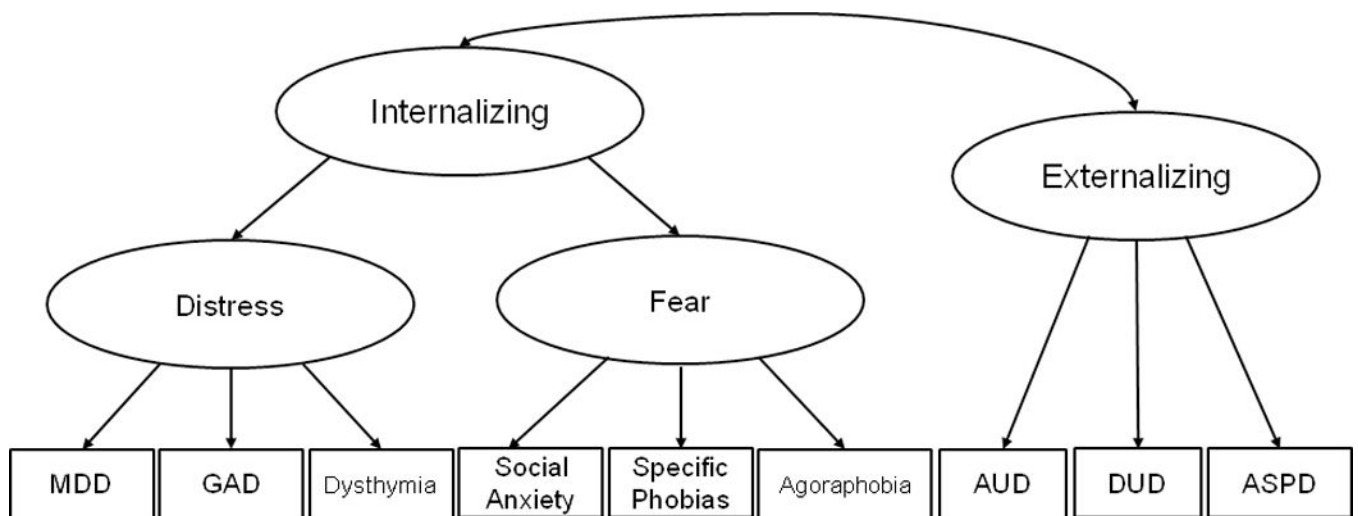 Internalizing
Externalizing
Distress
Fear
MDD
GAD
Dysthymia
Social
Anxiety
Specific
Phobias
Agoraphobia
AUD
DUD
ASPD